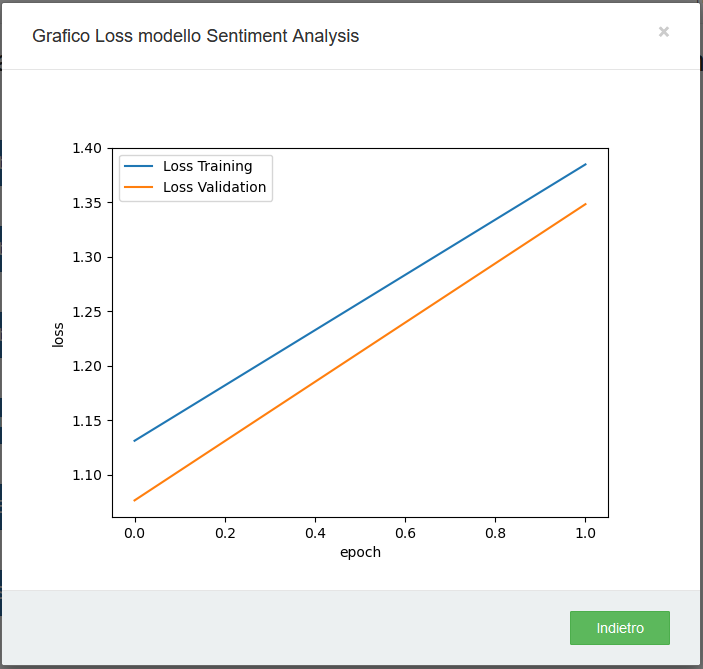 Grafico Loss modello Sentiment Analysis
×
1.40
1.35
1.30
1.25
1.20
1.15
1.10
loss
Loss Training
Loss Validation
0.0 0.2 0.4 0.6 0.8 1.0
epoch
Indietro